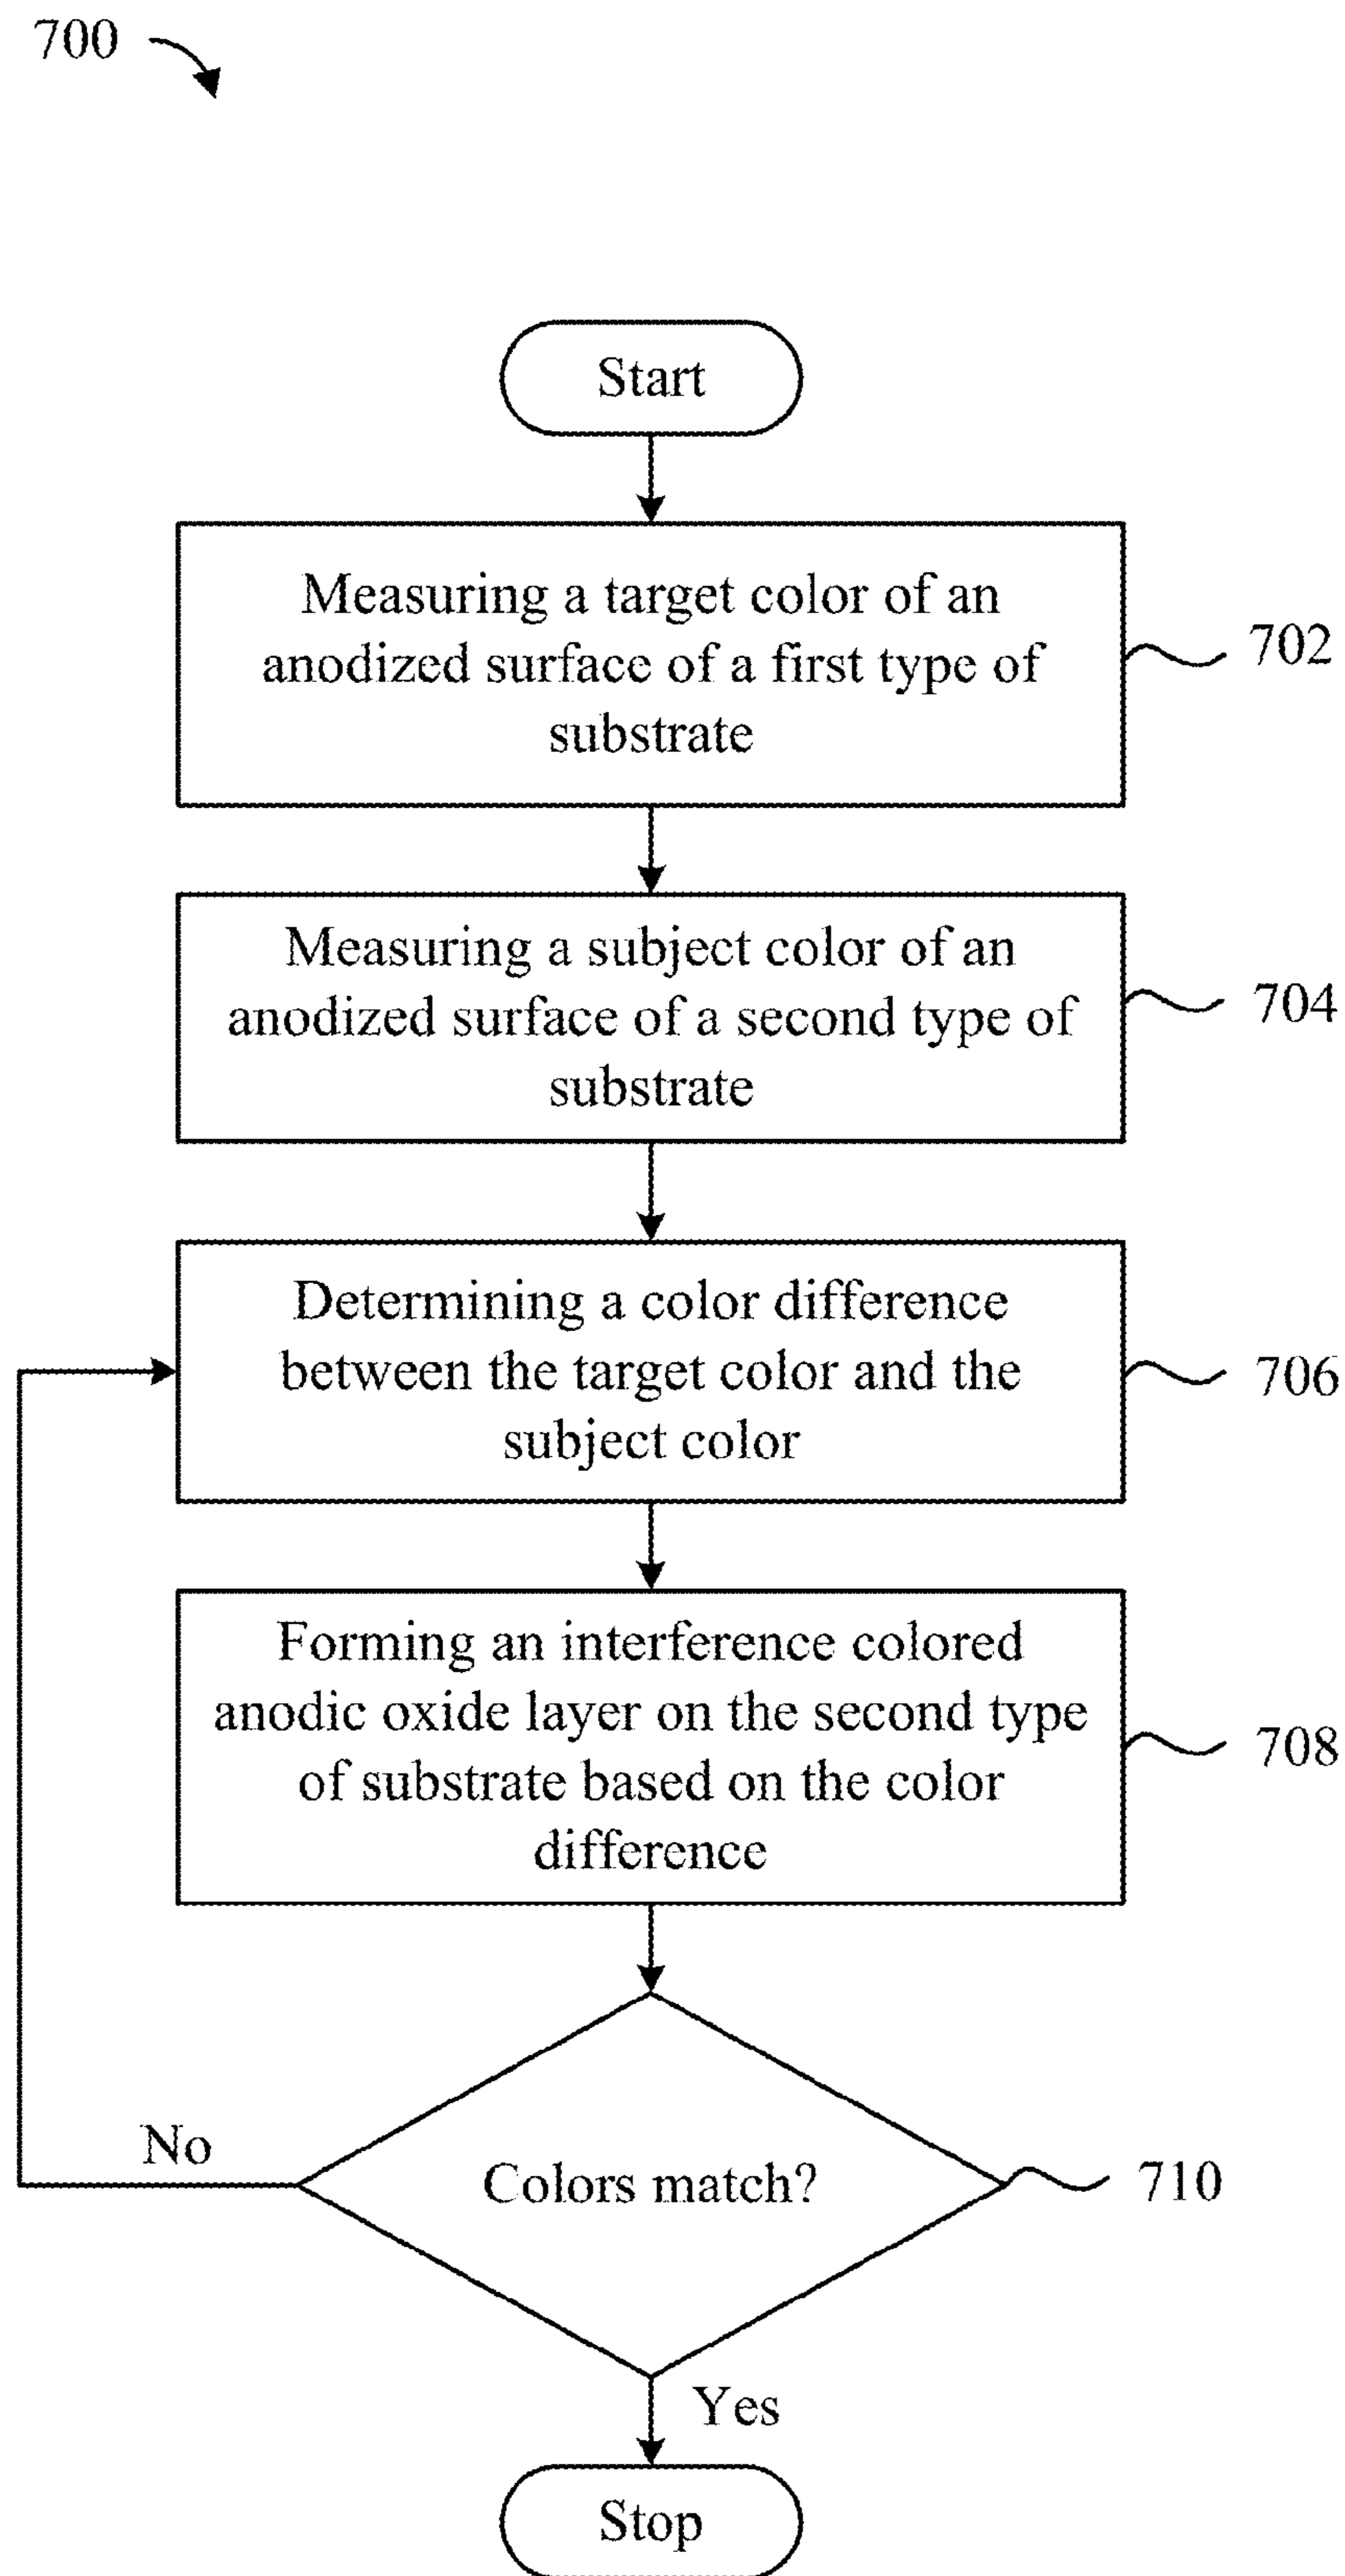 700
Start
Measuring a target color of an
anodized surface of a first type of
substrate
702
Measuring a subject color of an
anodized surface of a second type of
substrate
704
Determining a color difference
between the target color and the
subject color
706
Forming an interference colored
anodic oxide layer on the second type
of substrate based on the color
difference
708
No
Colors match?
710
Yes
Stop